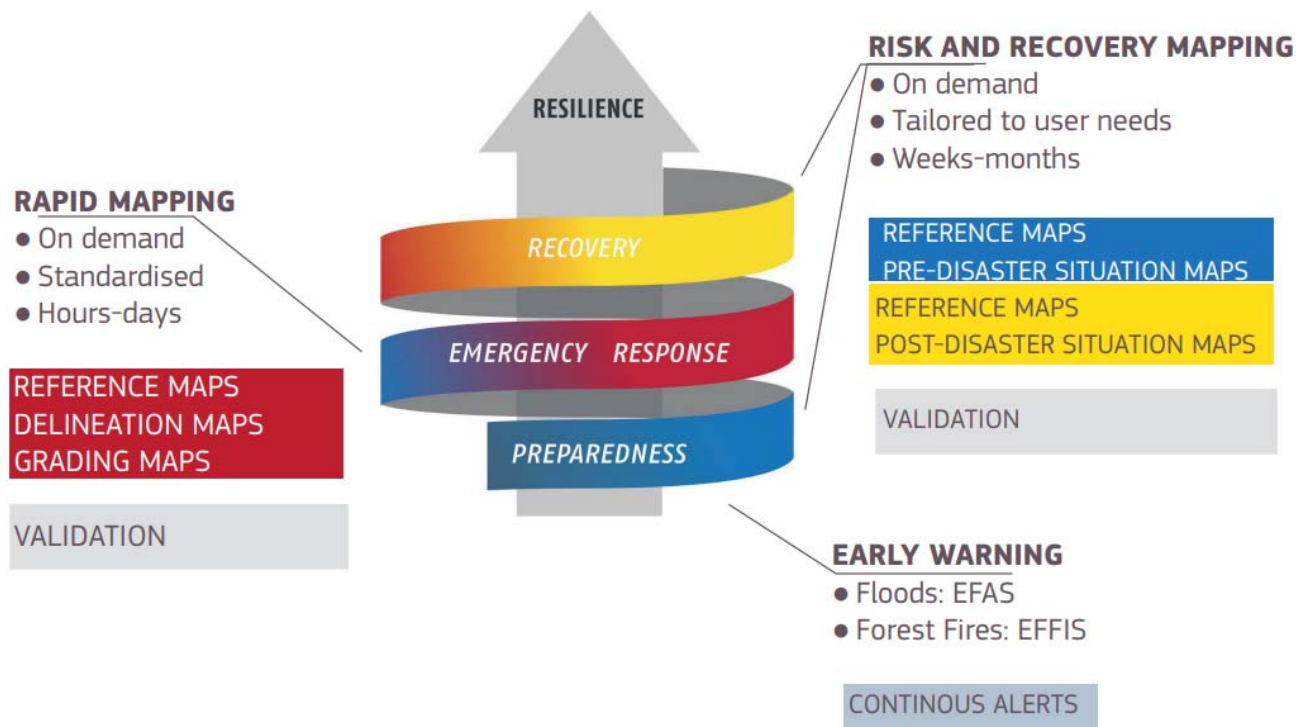 RESILIENCE
RISK AND RECOVERY MAPPING
● On demand
● Tailored to user needs
● Weeks-months
REFERENCE MAPS
PRE-DISASTER SITUATION MAPS
REFERENCE MAPS
POST-DISASTER SITUATION MAPS
VALIDATION
RAPID MAPPING
● On demand
● Standardised
● Hours-days
REFERENCE MAPS
DELINEATION MAPS
GRADING MAPS
VALIDATION
RECOVERY
EMERGENCY RESPONSE
PREPAREDNESS
EARLY WARNING
● Floods: EFAS
● Forest Fires: EFFIS
CONTINOUS ALERTS